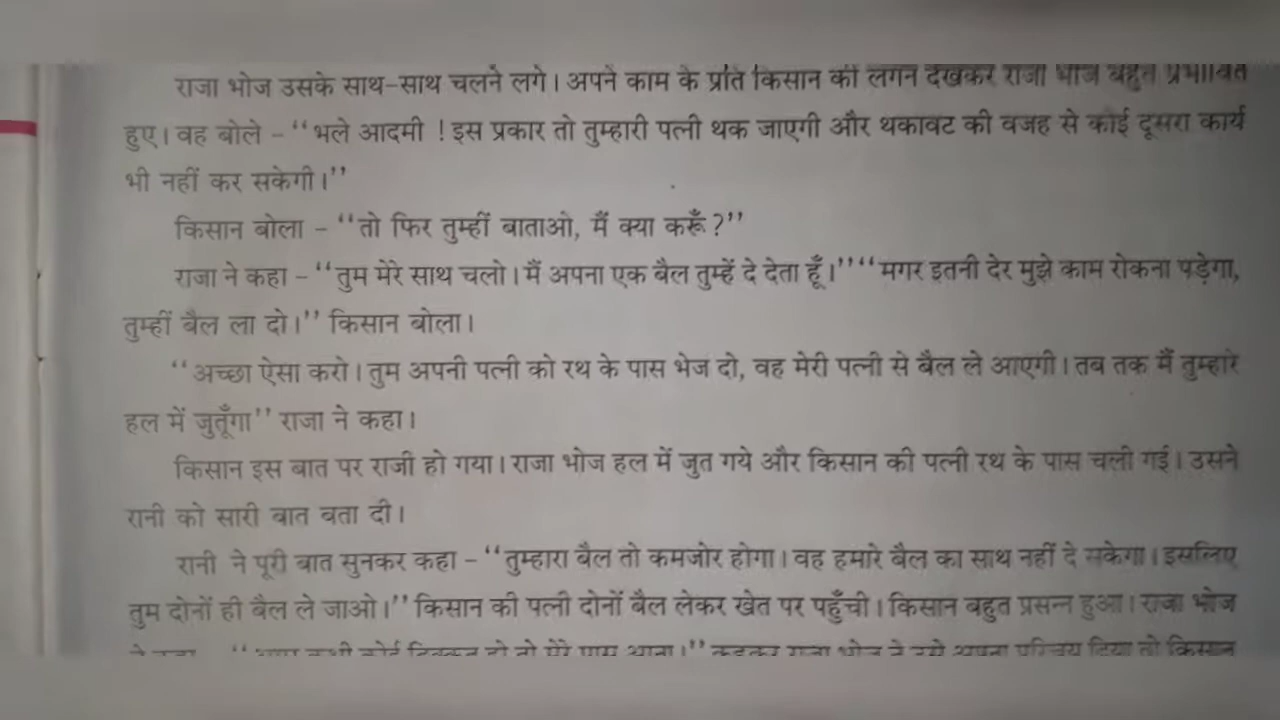 राजा भोज उसके साथ-साथ चलने लगे। अपने काम के प्रति किसान की लगन देखकर राजा भोज बहुत प्रभावित
हुए। वह बोले – ‘‘भले आदमी ! इस प्रकार तो तुम्हारी पत्नी थक जाएगी और थकावट की वजह से कोई दूसरा कार्य
भी नहीं कर सकेगी।’’
किसान बोला – ‘‘तो फिर तुम्हीं बाताओ, मैं क्या करूँ ?’’
राजा ने कहा – ‘‘तुम मेरे साथ चलो। मैं अपना एक बैल तुम्हें दे देता हूँ।’’ ‘‘मगर इतनी देर मुझे काम रोकना पड़ेगा,
तुम्हीं बैल ला दो।’’ किसान बोला।
‘‘अच्छा ऐसा करो। तुम अपनी पत्नी को रथ के पास भेज दो, वह मेरी पत्नी से बैल ले आएगी। तब तक मैं तुम्हारे
हल में जुतूँगा’’ राजा ने कहा।
किसान इस बात पर राजी हो गया। राजा भोज हल में जुत गये और किसान की पत्नी रथ के पास चली गई। उसने
रानी को सारी बात बता दी।
रानी ने पूरी बात सुनकर कहा – ‘‘तुम्हारा बैल तो कमजोर होगा। वह हमारे बैल का साथ नहीं दे सकेगा। इसलिए
तुम दोनों ही बैल ले जाओ।’’ किसान की पत्नी दोनों बैल लेकर खेत पर पहुँची। किसान बहुत प्रसन्न हुआ। राजा भोज